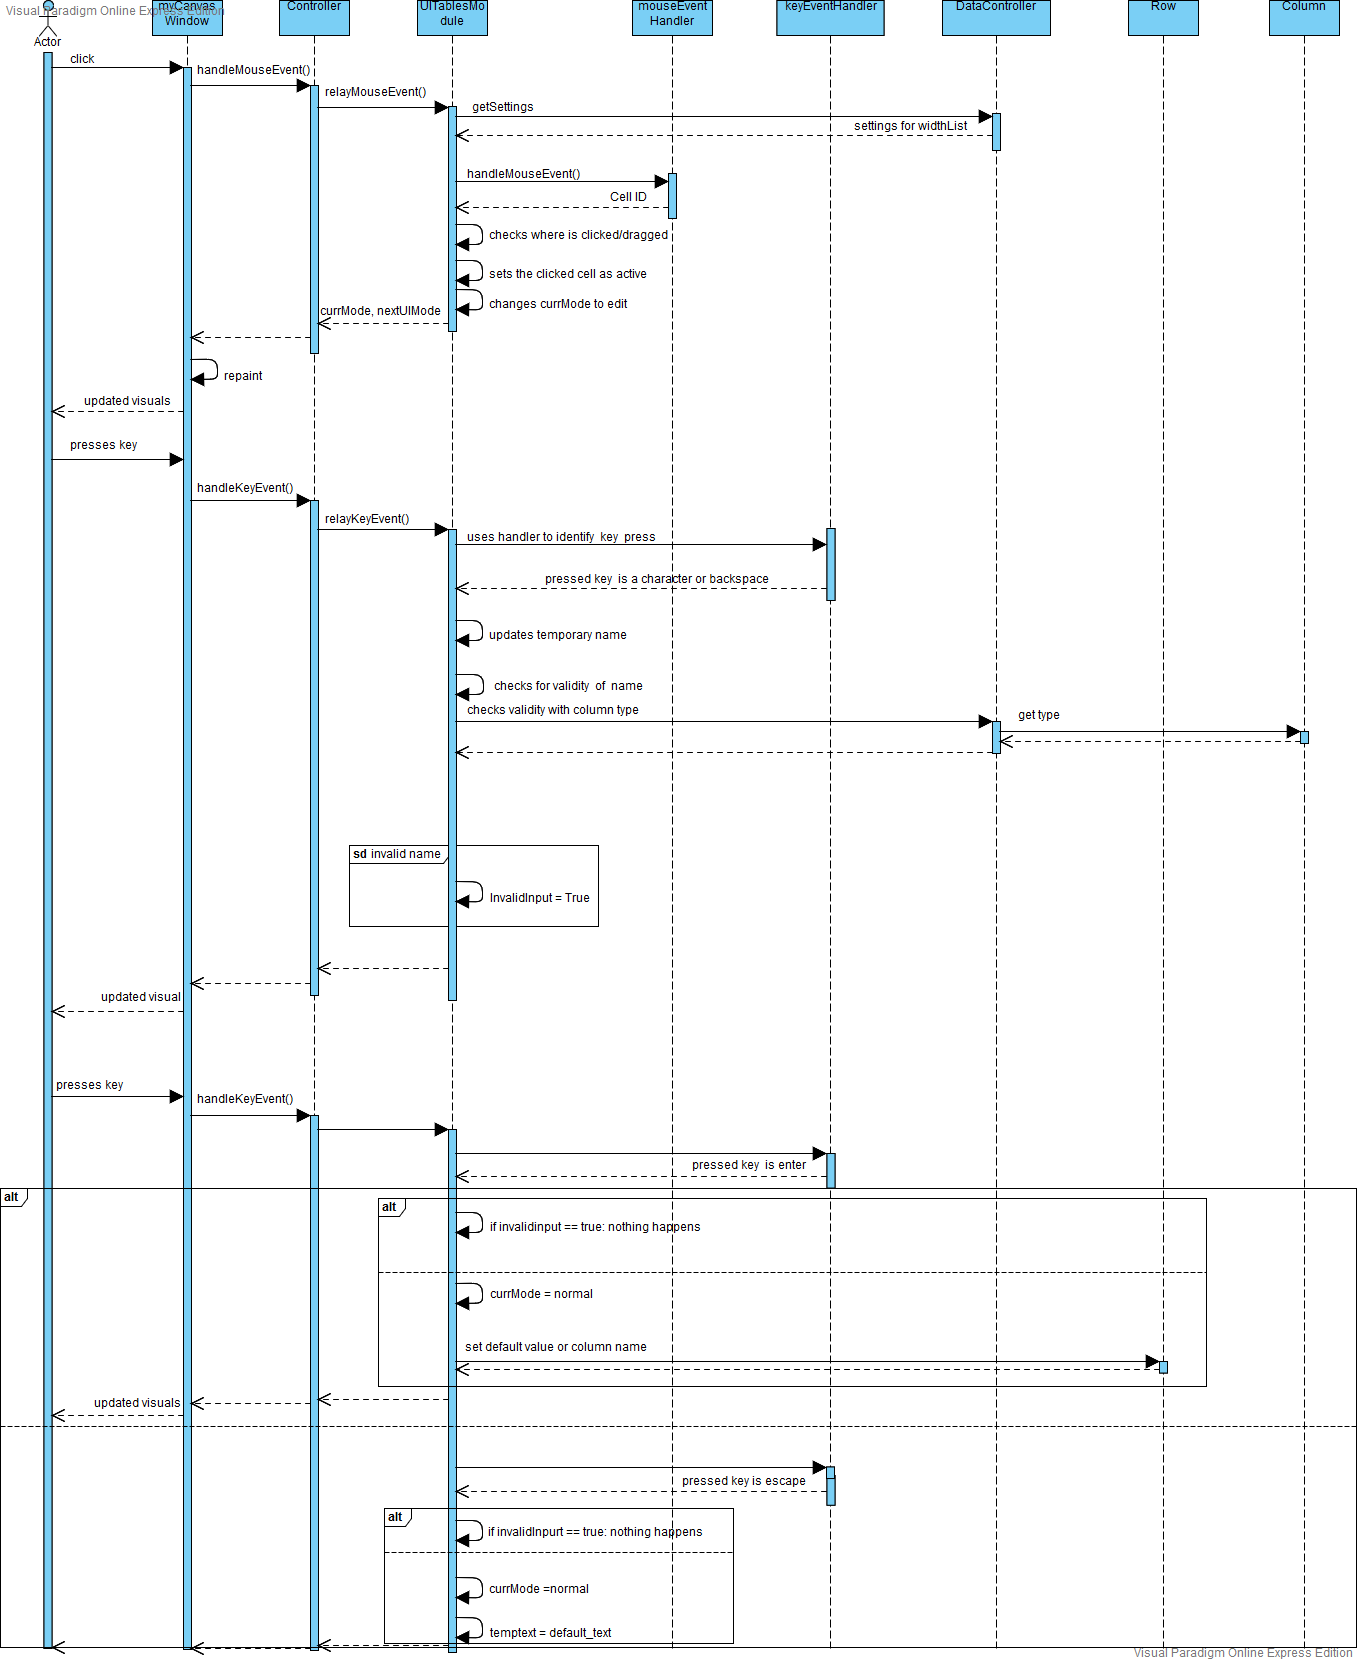 Visual Paradigm Online Express Edition
myCanvas
Window
Controller
UITablesMo
dule
mouseEvent
Handler
keyEventHandler
DataController
Row
Column
Actor
click
handleMouseEvent()
relayMouseEvent()
getSettings
settings for widthList
handleMouseEvent()
Cell ID
checks where is clicked/dragged
sets the clicked cell as active
changes currMode to edit
currMode, nextUIMode
repaint
updated visuals
presses key
handleKeyEvent()
relayKeyEvent()
uses handler to identify key press
pressed key is a character or backspace
updates temporary name
checks for validity of name
checks validity with column type
get type
sd invalid name
InvalidInput = True
updated visual
presses key
handleKeyEvent()
pressed key is enter
alt
alt
if invalidinput == true: nothing happens
currMode = normal
set default value or column name
updated visuals
pressed key is escape
alt
if invalidInpurt == true: nothing happens
currMode =normal
temptext = default_text
Visual Paradigm Online Express Edition